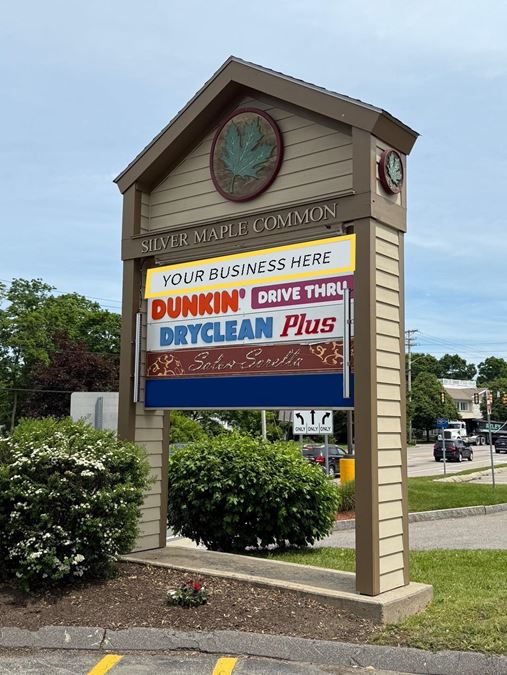 SILVER MAPLE COMMON
YOUR BUSINESS HERE
DUNKIN' DRIVE THRU
DRYCLEAN Plus
Salon Sorella
ONLY ONLY ONLY